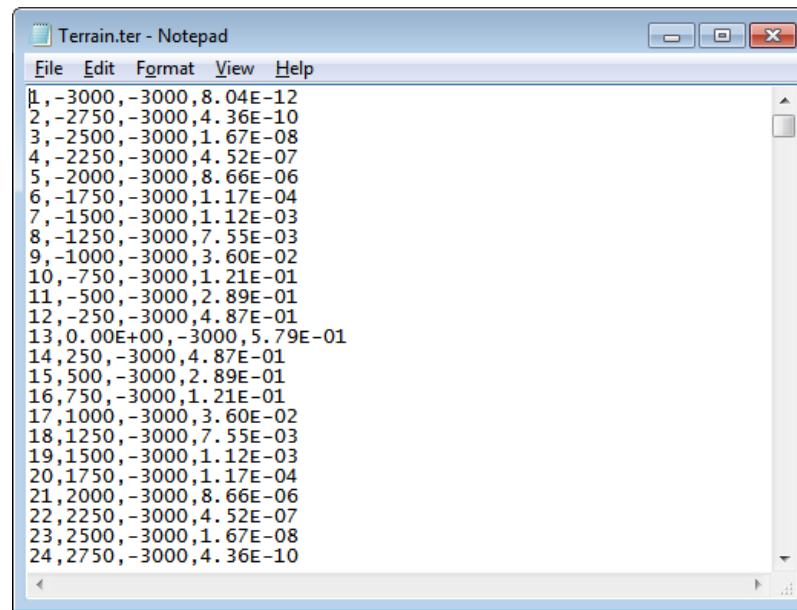 Terrain.ter - Notepad
File Edit Format View Help
1,-3000,-3000,8.04E-12
2,-2750,-3000,4.36E-10
3,-2500,-3000,1.67E-08
4,-2250,-3000,4.52E-07
5,-2000,-3000,8.66E-06
6,-1750,-3000,1.17E-04
7,-1500,-3000,1.12E-03
8,-1250,-3000,7.55E-03
9,-1000,-3000,3.60E-02
10,-750,-3000,1.21E-01
11,-500,-3000,2.89E-01
12,-250,-3000,4.87E-01
13,0.00E+00,-3000,5.79E-01
14,250,-3000,4.87E-01
15,500,-3000,2.89E-01
16,750,-3000,1.21E-01
17,1000,-3000,3.60E-02
18,1250,-3000,7.55E-03
19,1500,-3000,1.12E-03
20,1750,-3000,1.17E-04
21,2000,-3000,8.66E-06
22,2250,-3000,4.52E-07
23,2500,-3000,1.67E-08
24,2750,-3000,4.36E-10